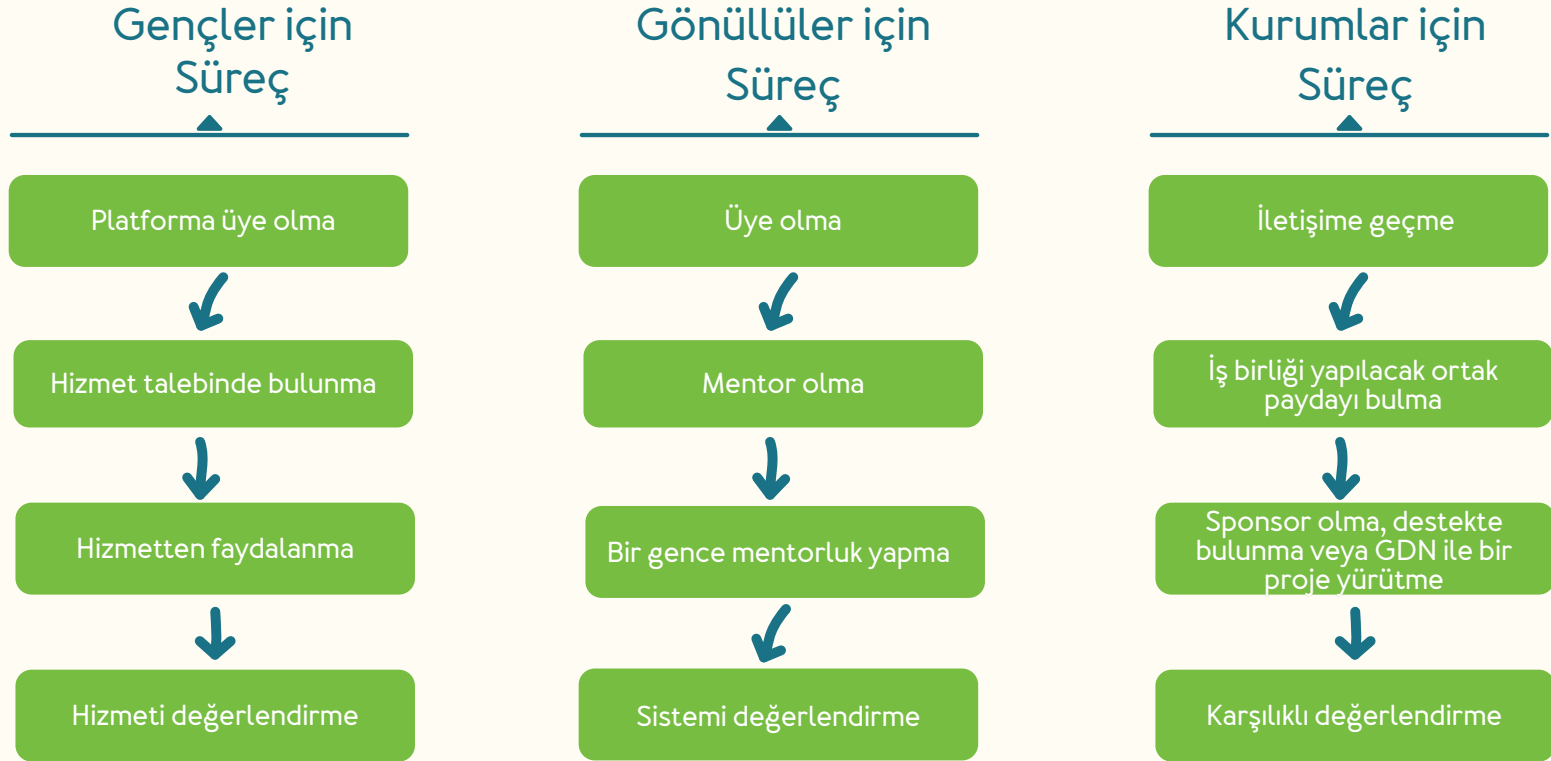 Gençler için
Süreç
Platforma üye olma
Hizmet talebinde bulunma
Hizmetten faydalanma
Hizmeti değerlendirme
Gönüllüler için
Süreç
Üye olma
Mentor olma
Bir gence mentorluk yapma
Sistemi değerlendirme
Kurumlar için
Süreç
İletişime geçme
İş birliği yapılacak ortak
paydayı bulma
Sponsor olma, destekte
bulunma veya GDN ile bir
proje yürütme
Karşılıklı değerlendirme